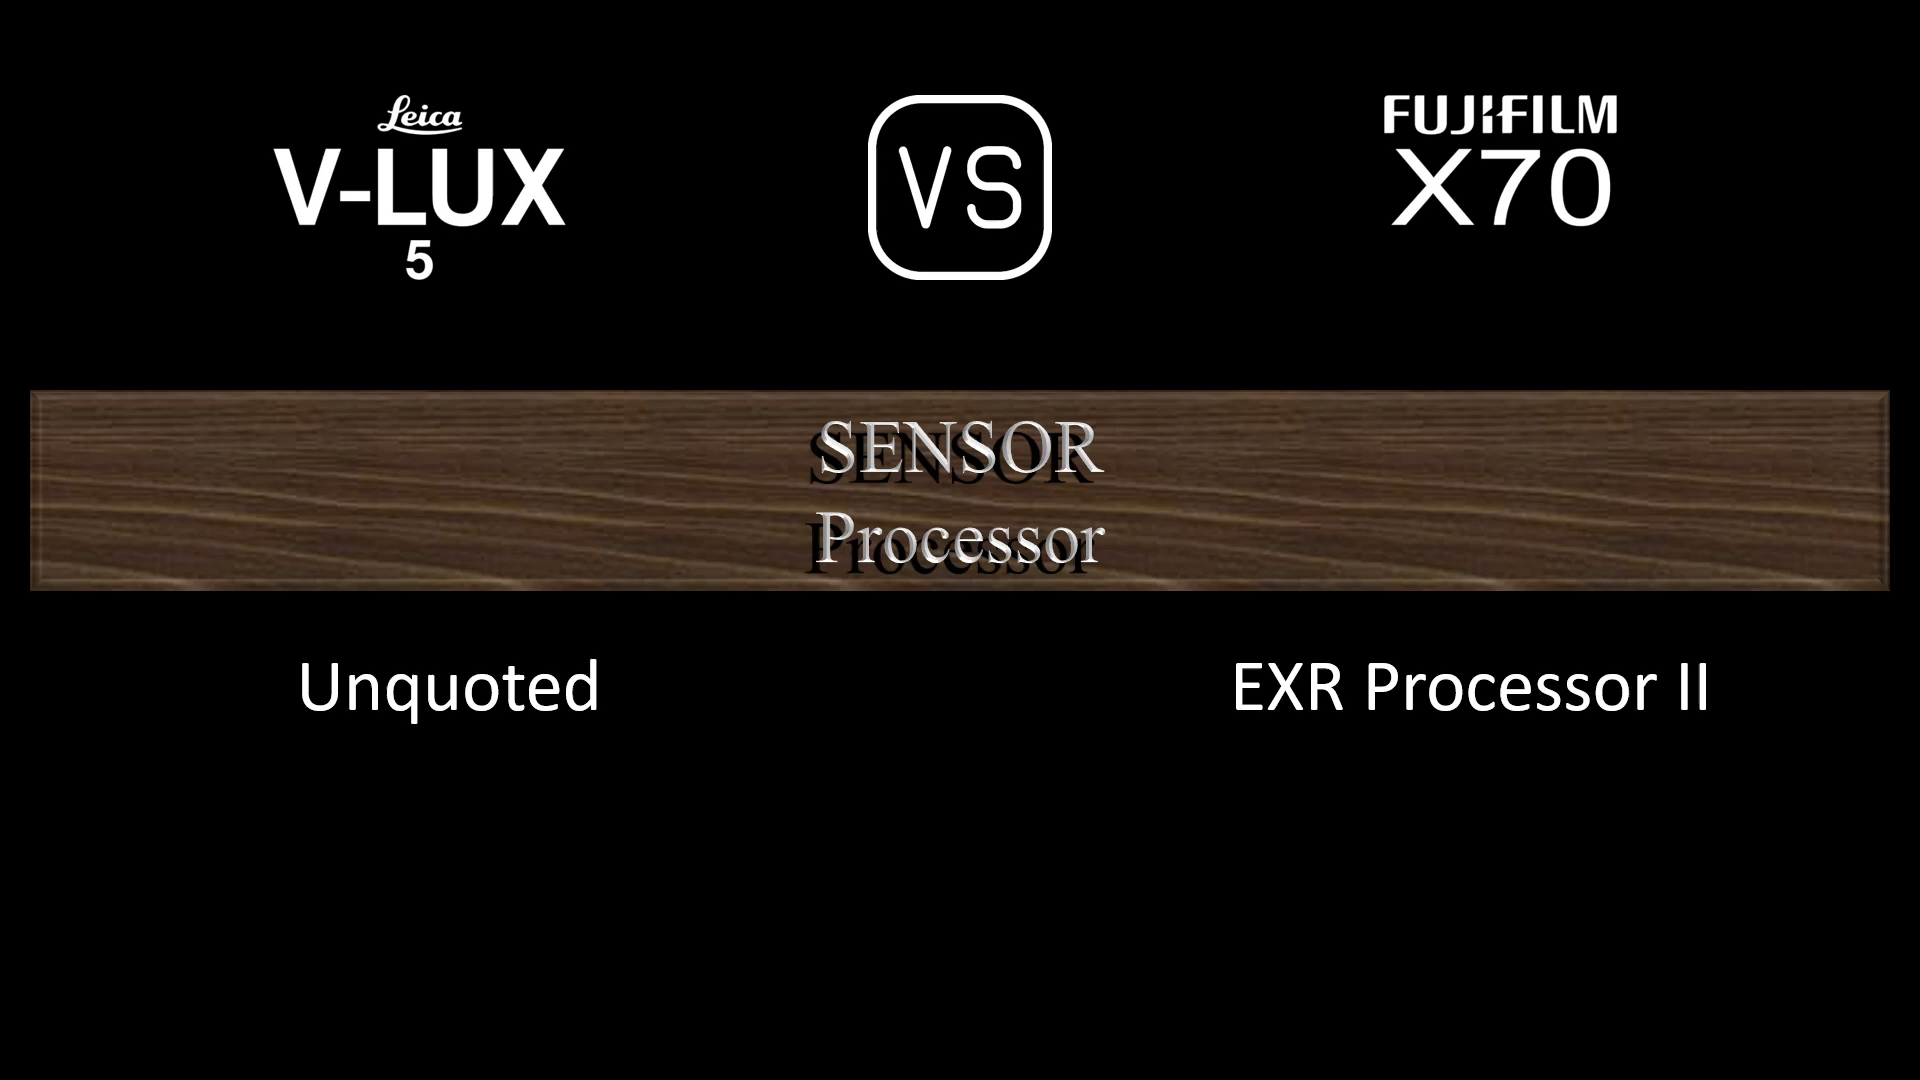 Leica
V-LUX
5
VS
FUJIFILM
X70
SENSOR
Processor
Unquoted
EXR Processor II